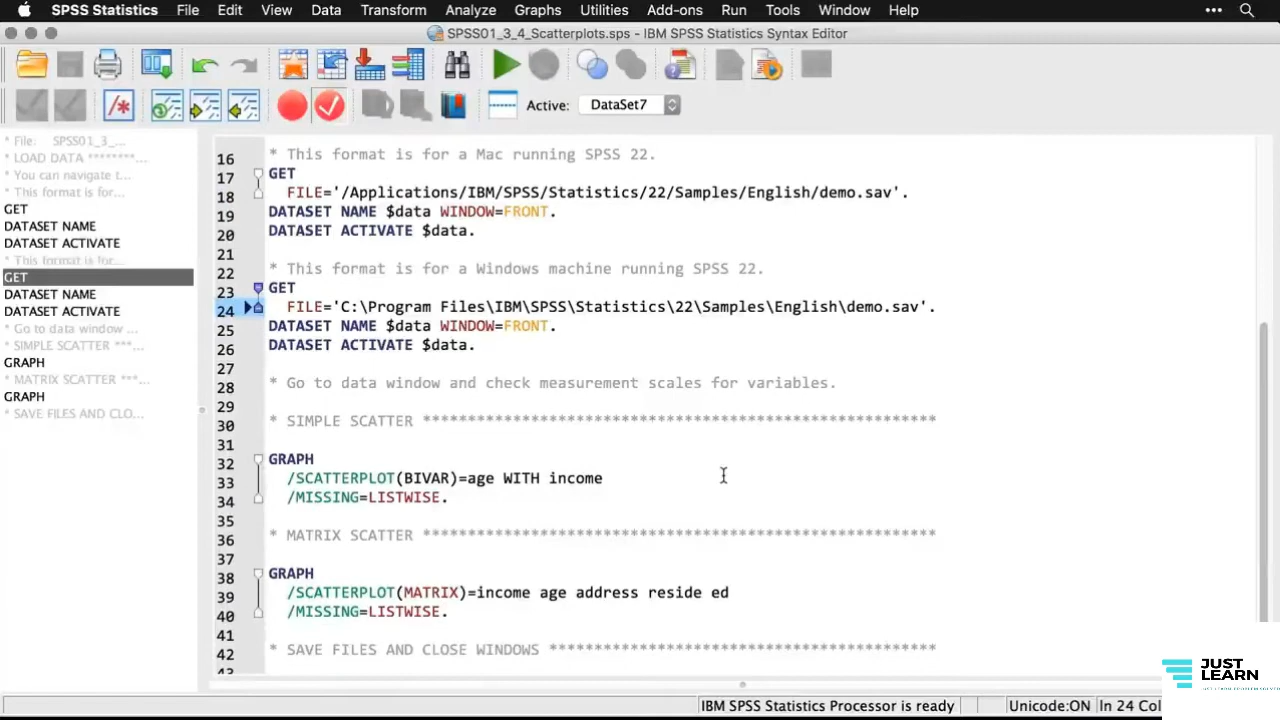 SPSS Statistics File Edit View Data Transform Analyze Graphs Utilities Add-ons Run Tools Window Help
SPSS01_3_4_Scatterplots.sps - IBM SPSS Statistics Syntax Editor
Active: DataSet7
* File: SPSS01_3_...
* LOAD DATA ********...
* You can navigate t...
* This format is for...
GET
DATASET NAME
DATASET ACTIVATE
* This format is for...
GET
DATASET NAME
DATASET ACTIVATE
* Go to data window ...
* SIMPLE SCATTER ***...
GRAPH
* MATRIX SCATTER ***...
GRAPH
* SAVE FILES AND CLO...
16 * This format is for a Mac running SPSS 22.
17 GET
18 FILE='/Applications/IBM/SPSS/Statistics/22/Samples/English/demo.sav'.
19 DATASET NAME $data WINDOW=FRONT.
20 DATASET ACTIVATE $data.
21
22 * This format is for a Windows machine running SPSS 22.
23 GET
24 FILE='C:\Program Files\IBM\SPSS\Statistics\22\Samples\English\demo.sav'.
25 DATASET NAME $data WINDOW=FRONT.
26 DATASET ACTIVATE $data.
27
28 * Go to data window and check measurement scales for variables.
29
30 * SIMPLE SCATTER *********************************************************
31
32 GRAPH
33 /SCATTERPLOT(BIVAR)=age WITH income
34 /MISSING=LISTWISE.
35
36 * MATRIX SCATTER *********************************************************
37
38 GRAPH
39 /SCATTERPLOT(MATRIX)=income age address reside ed
40 /MISSING=LISTWISE.
41
42 * SAVE FILES AND CLOSE WINDOWS *******************************************
43
IBM SPSS Statistics Processor is ready Unicode:ON In 24 Col
JUST
LEARN